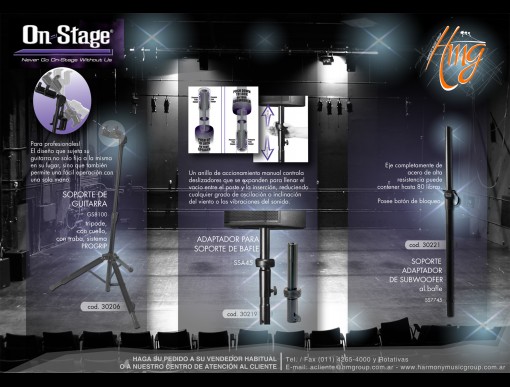 On-Stage®
Never Go On-Stage Without Us
Hmg
Para profesionales!
El diseño que sujeta su
guitarra no solo fija a la misma
en su lugar, sino que también
permite una fácil operación con
una sola mano.
SOPORTE DE
GUITARRA
GS8100
trípode,
con cuello,
con traba, sistema
PROGRIP
cod. 30206
Un anillo de accionamiento manual controla
deslizadores que se expanden para llenar el
vacío entre el poste y la inserción, reduciendo
cualquier grado de oscilación o inclinación
del viento o las vibraciones del sonido.
ADAPTADOR PARA
SOPORTE DE BAFLE
SSA45
cod. 30219
Eje completamente de
acero de alta
resistencia puede
contener hasta 80 libras.
Posee botón de bloqueo.
cod. 30221
SOPORTE
ADAPTADOR
DE SUBWOOFER
al bafle
SS7745
HAGA SU PEDIDO A SU VENDEDOR HABITUAL
O A NUESTRO CENTRO DE ATENCIÓN AL CLIENTE
Tel. / Fax (011) 4285-4000 y Rotativas
E-mail: acliente@hmgroup.com.ar - www.harmonymusicgroup.com.ar